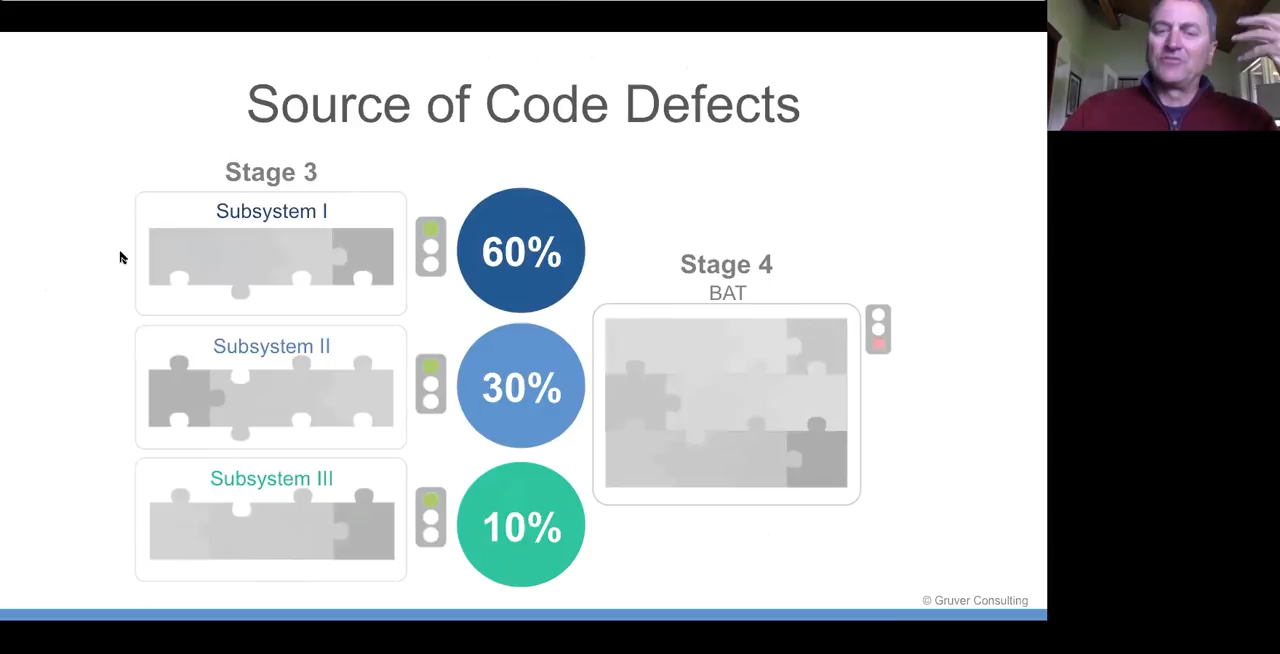 Source of Code Defects
Stage 3
Subsystem I
60%
Subsystem II
30%
Subsystem III
10%
Stage 4
BAT
© Gruver Consulting